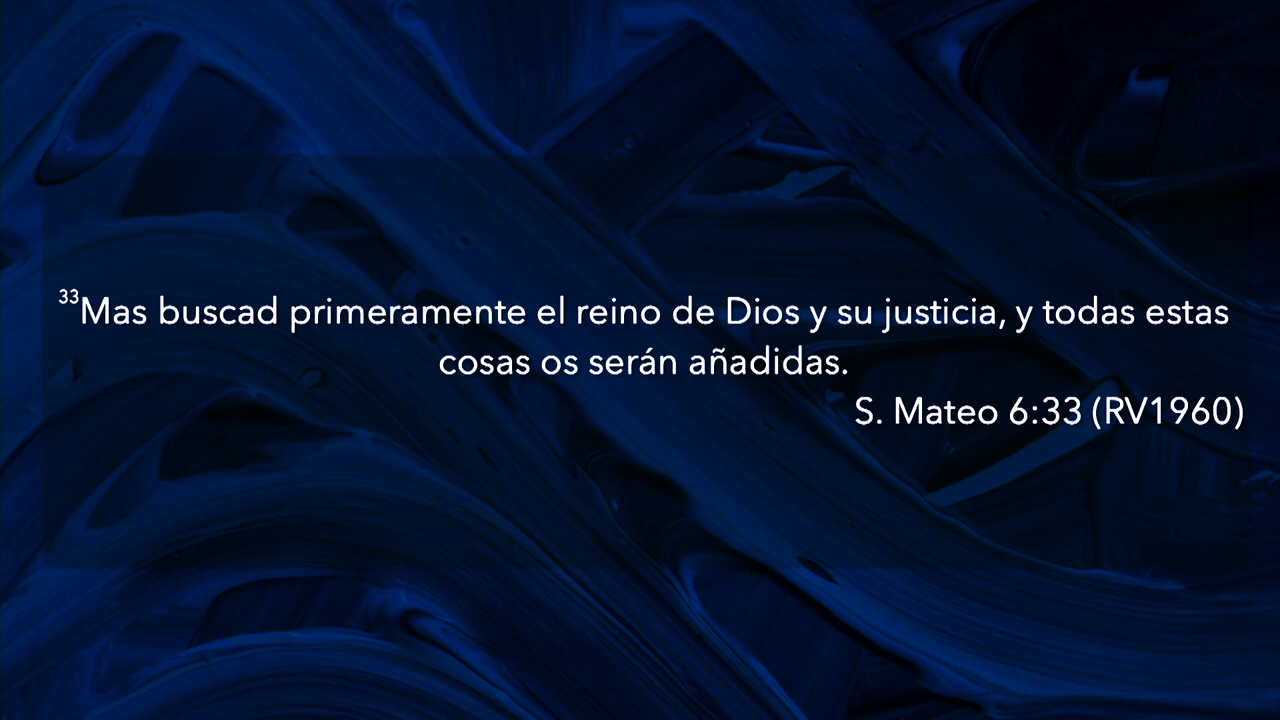 ³³Mas buscad primeramente el reino de Dios y su justicia, y todas estas
cosas os serán añadidas.
S. Mateo 6:33 (RV1960)